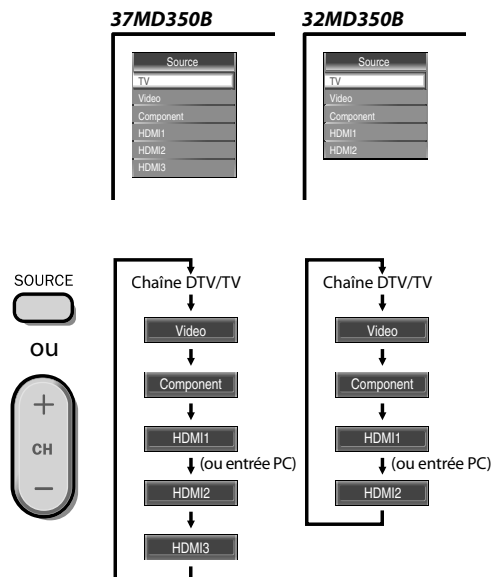 37MD350B
Source
TV
Video
Component
HDMI1
HDMI2
HDMI3
32MD350B
Source
TV
Video
Component
HDMI1
HDMI2
SOURCE
ou
+
CH
−
Chaîne DTV/TV
Video
Component
HDMI1
(ou entrée PC)
HDMI2
HDMI3
Chaîne DTV/TV
Video
Component
HDMI1
(ou entrée PC)
HDMI2